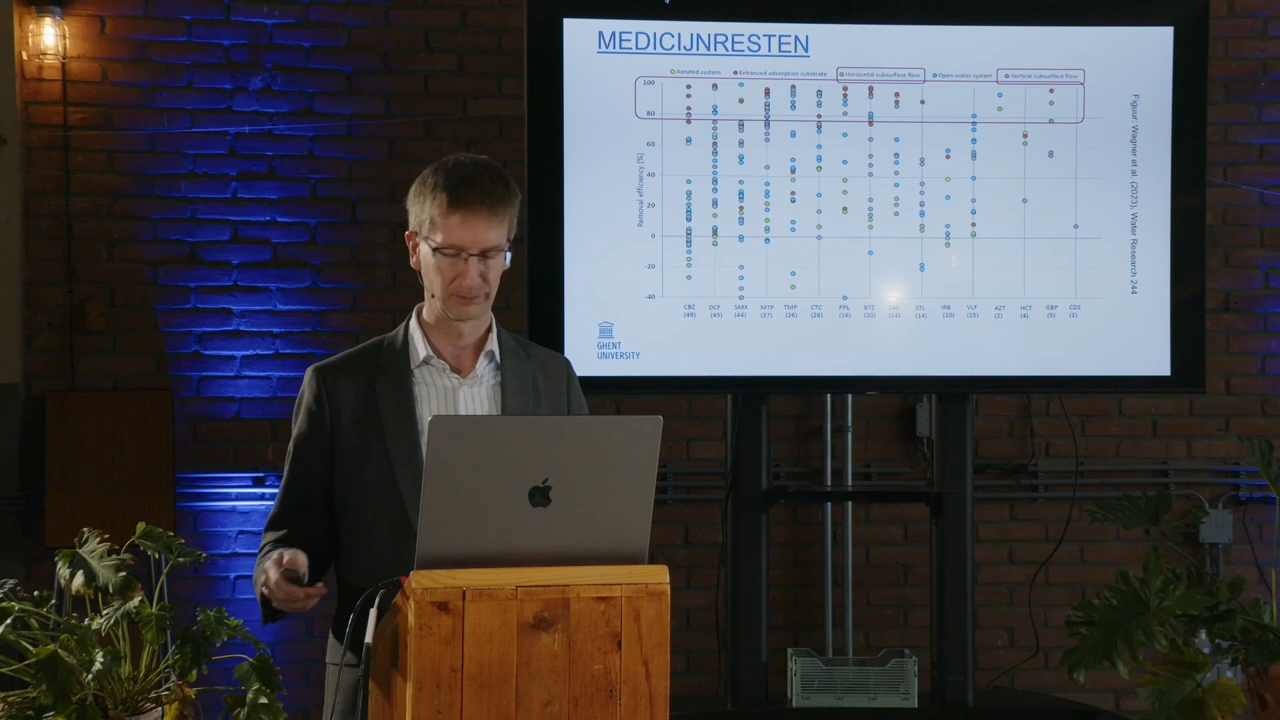 MEDICIJNRESTEN
Aerated system Enhanced adsorption substrate Horizontal subsurface flow Open water system Vertical subsurface flow
Removal efficiency (%)
100
80
60
40
20
0
-20
-40
CBZ DCF SMX MTP TMP CTC PPL BTZ STL IRB VLF AZT HCT GBP CDS
(49) (45) (44) (37) (26) (28) (16) (20) (14) (14) (10) (15) (2) (4) (5) (1)
Figuur: Wagner et al. (2023), Water Research 244
GHENT
UNIVERSITY